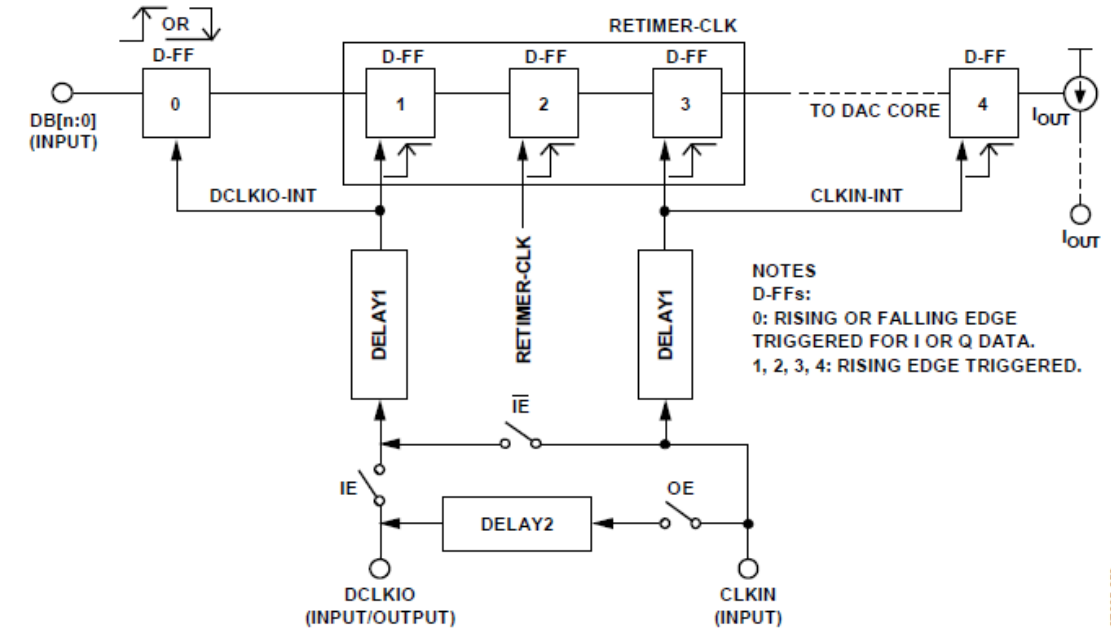 OR
RETIMER-CLK
D-FF
D-FF
D-FF
D-FF
D-FF
0
1
2
3
4
DB[n:0]
(INPUT)
TO DAC CORE
IOUT
DCLKIO-INT
CLKIN-INT
IOUT
DELAY1
RETIMER-CLK
DELAY1
NOTES
D-FFs:
0: RISING OR FALLING EDGE
TRIGGERED FOR I OR Q DATA.
1, 2, 3, 4: RISING EDGE TRIGGERED.
IE
IE
OE
DELAY2
DCLKIO
(INPUT/OUTPUT)
CLKIN
(INPUT)